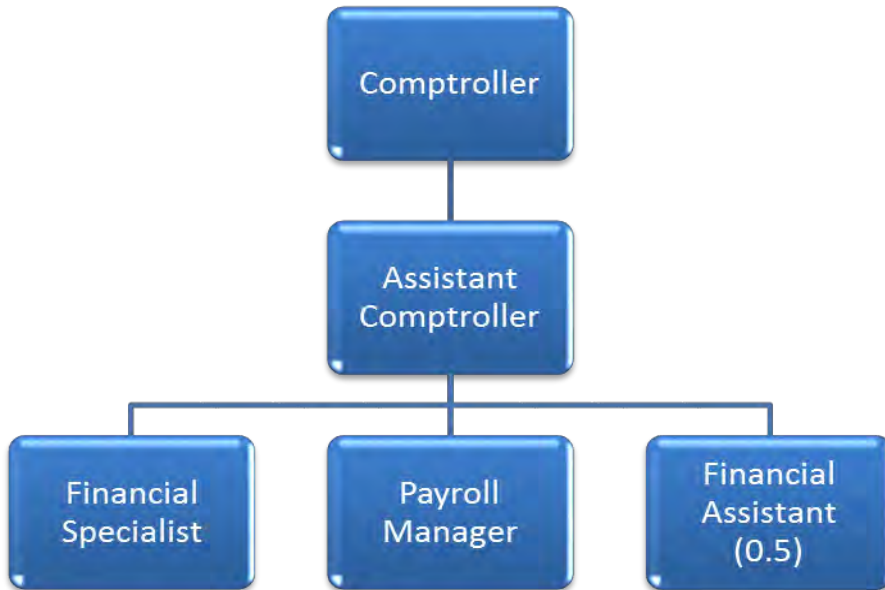 Comptroller
Assistant
Comptroller
Financial
Specialist
Payroll
Manager
Financial
Assistant
(0.5)